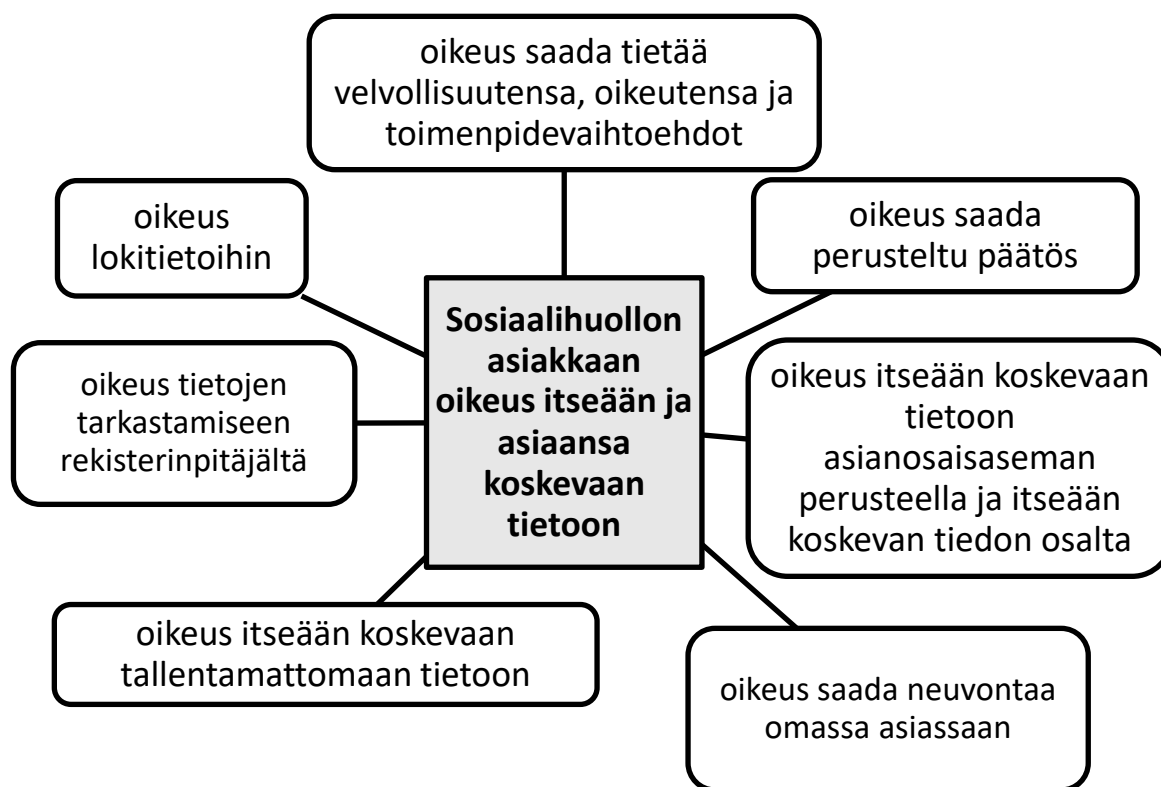 oikeus saada tietää
velvollisuutensa, oikeutensa ja
toimenpidevaihtoehdot
oikeus
lokitietoihin
oikeus saada
perusteltu päätös
Sosiaalihuollon
asiakkaan
oikeus itseään ja
asiaansa
koskevaan
tietoon
oikeus tietojen
tarkastamiseen
rekisterinpitäjältä
oikeus itseään koskevaan
tietoon
asianosaisaseman
perusteella ja itseään
koskevan tiedon osalta
oikeus itseään koskevaan
tallentamattomaan tietoon
oikeus saada neuvontaa
omassa asiassaan